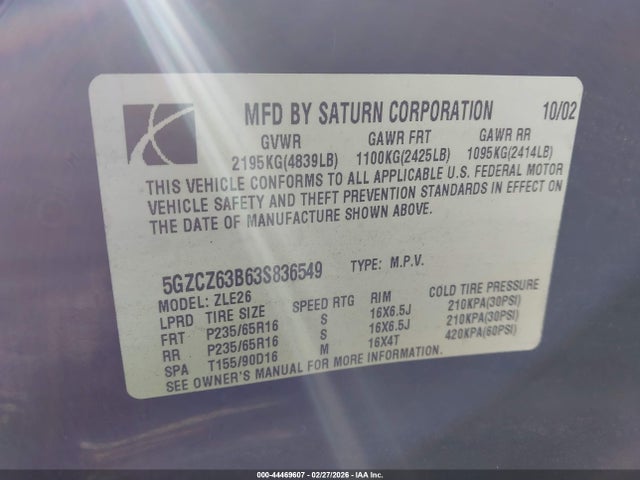 MFD BY SATURN CORPORATION 10/02
GVWR GAWR FRT GAWR RR
2195KG(4839LB) 1100KG(2425LB) 1095KG(2414LB)
THIS VEHICLE CONFORMS TO ALL APPLICABLE U.S. FEDERAL MOTOR
VEHICLE SAFETY AND THEFT PREVENTION STANDARDS IN EFFECT ON
THE DATE OF MANUFACTURE SHOWN ABOVE.
5GZCZ63B63S836549 TYPE: M.P.V.
MODEL: ZLE26
LPRD TIRE SIZE SPEED RTG RIM COLD TIRE PRESSURE
FRT P235/65R16 S 16X6.5J 210KPA(30PSI)
RR P235/65R16 S 16X6.5J 210KPA(30PSI)
SPA T155/90D16 M 16X4T 420KPA(60PSI)
SEE OWNER'S MANUAL FOR MORE INFORMATION.
000-44469607 - 02/27/2026 - IAA Inc.